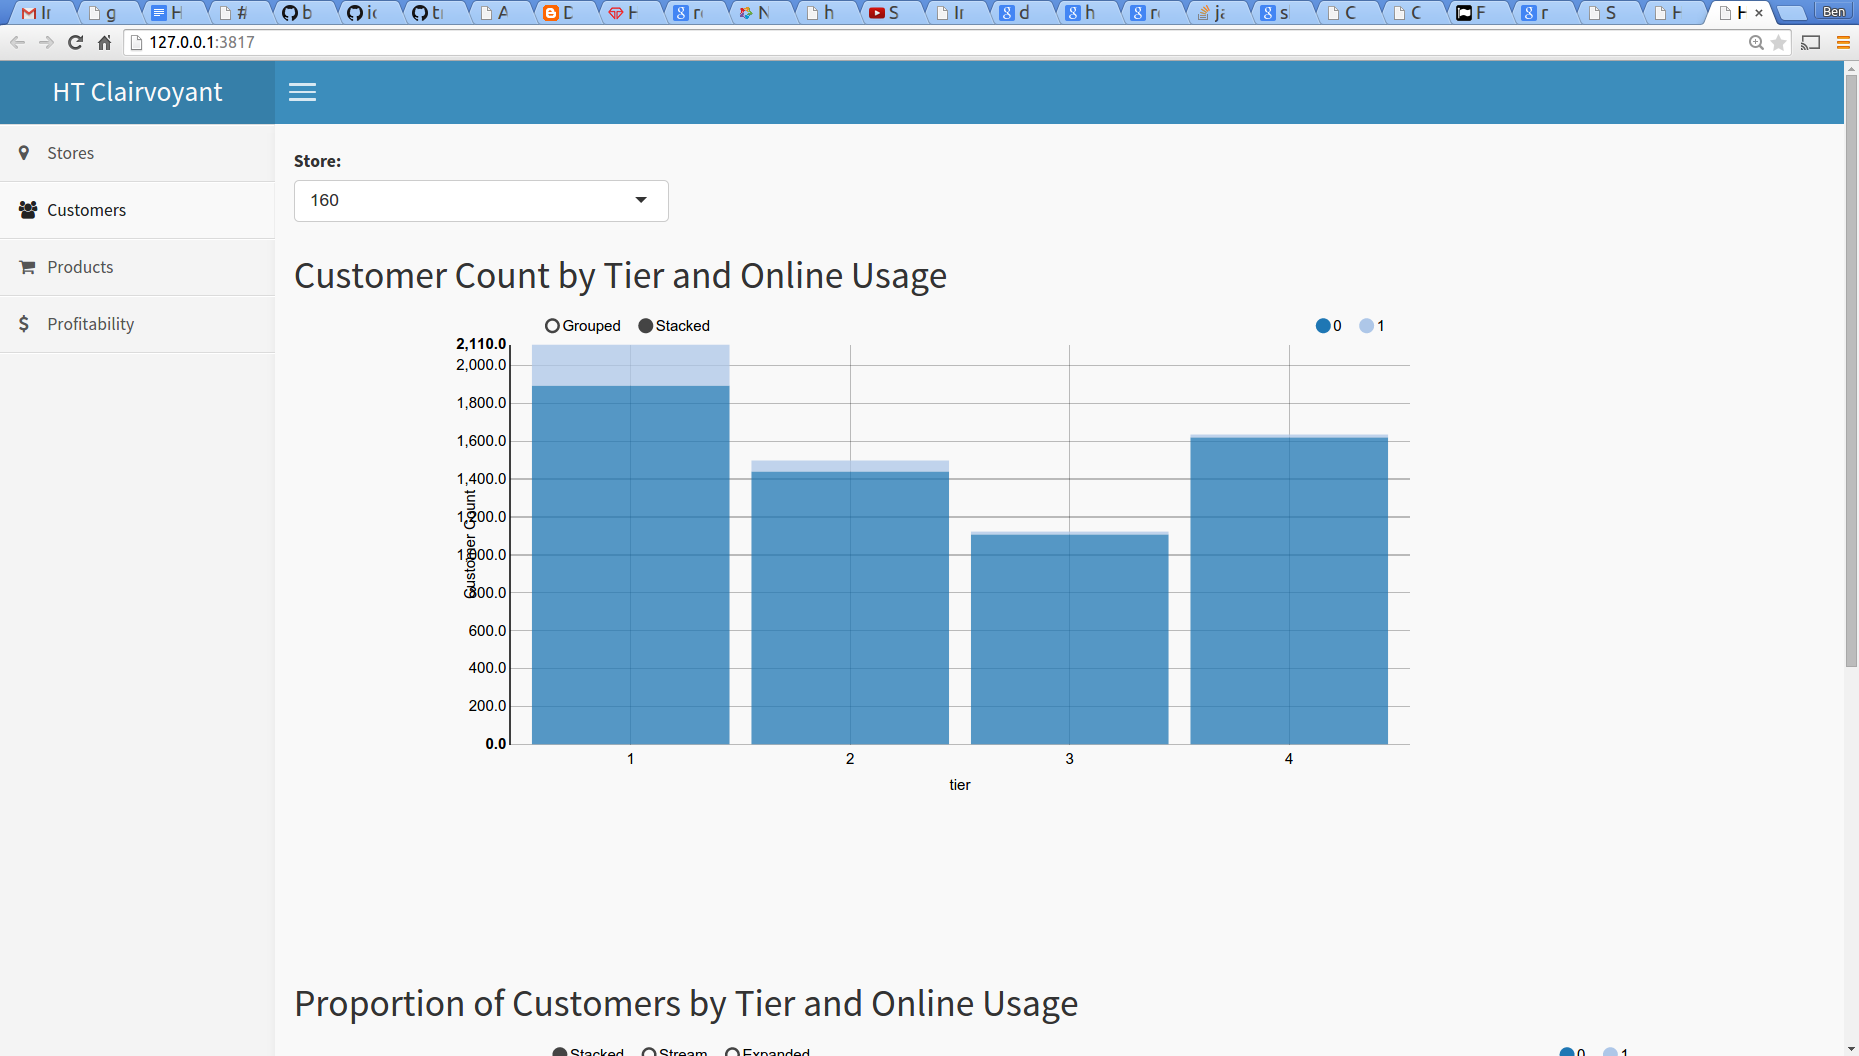 Ben
127.0.0.1:3817
HT Clairvoyant
Stores
Customers
Products
Profitability
Store:
160
Customer Count by Tier and Online Usage
Grouped Stacked
0 1
2,110.0
2,000.0
1,800.0
1,600.0
1,400.0
1,200.0
1,000.0
800.0
600.0
400.0
200.0
0.0
Customer Count
1 2 3 4
tier
Proportion of Customers by Tier and Online Usage
Stacked Stream Expanded
0 1